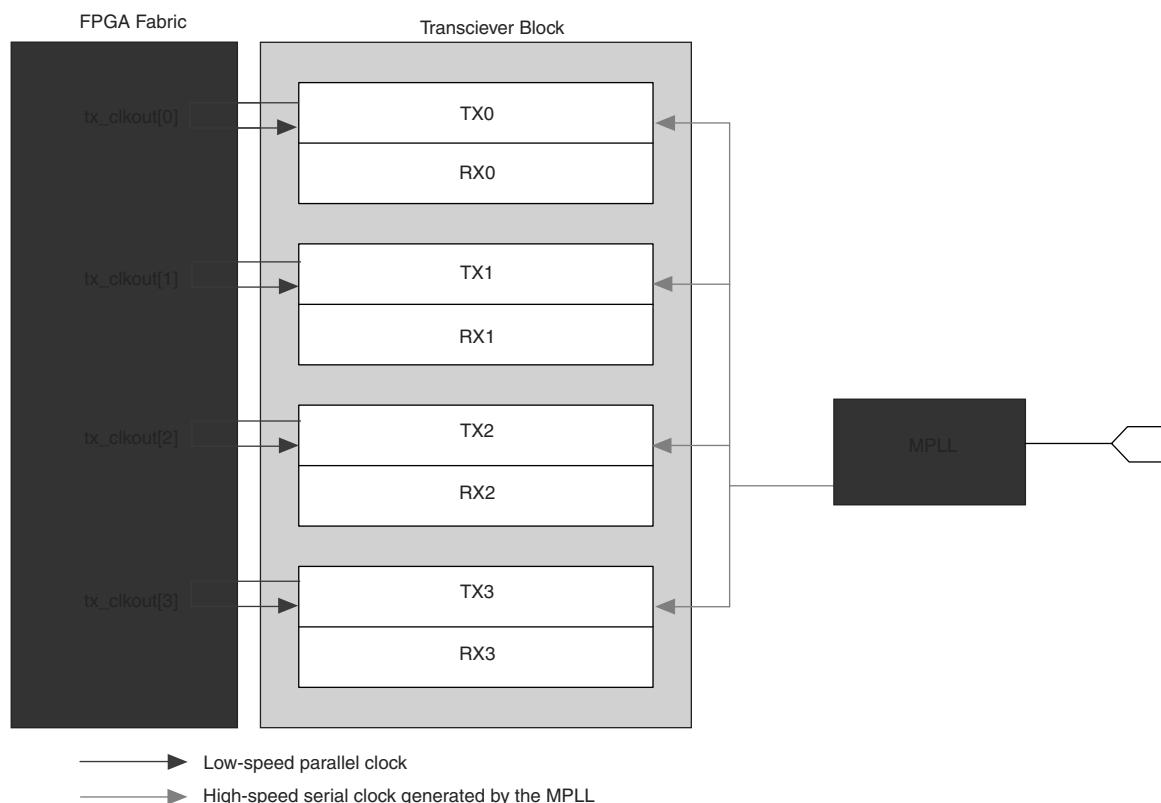 FPGA Fabric
Transciever Block
tx_clkout[0]
TX0
RX0
tx_clkout[1]
TX1
RX1
tx_clkout[2]
TX2
RX2
MPLL
tx_clkout[3]
TX3
RX3
Low-speed parallel clock
High-speed serial clock generated by the MPLL